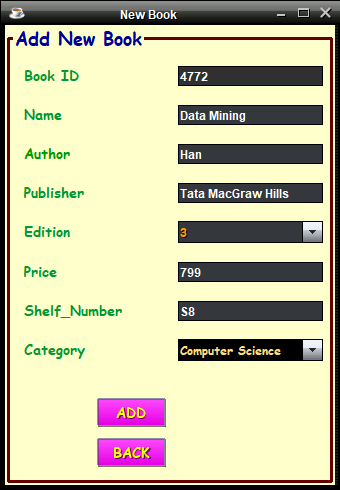 New Book
Add New Book
Book ID 4772
Name Data Mining
Author Han
Publisher Tata MacGraw Hills
Edition 3
Price 799
Shelf_Number S8
Category Computer Science
ADD
BACK